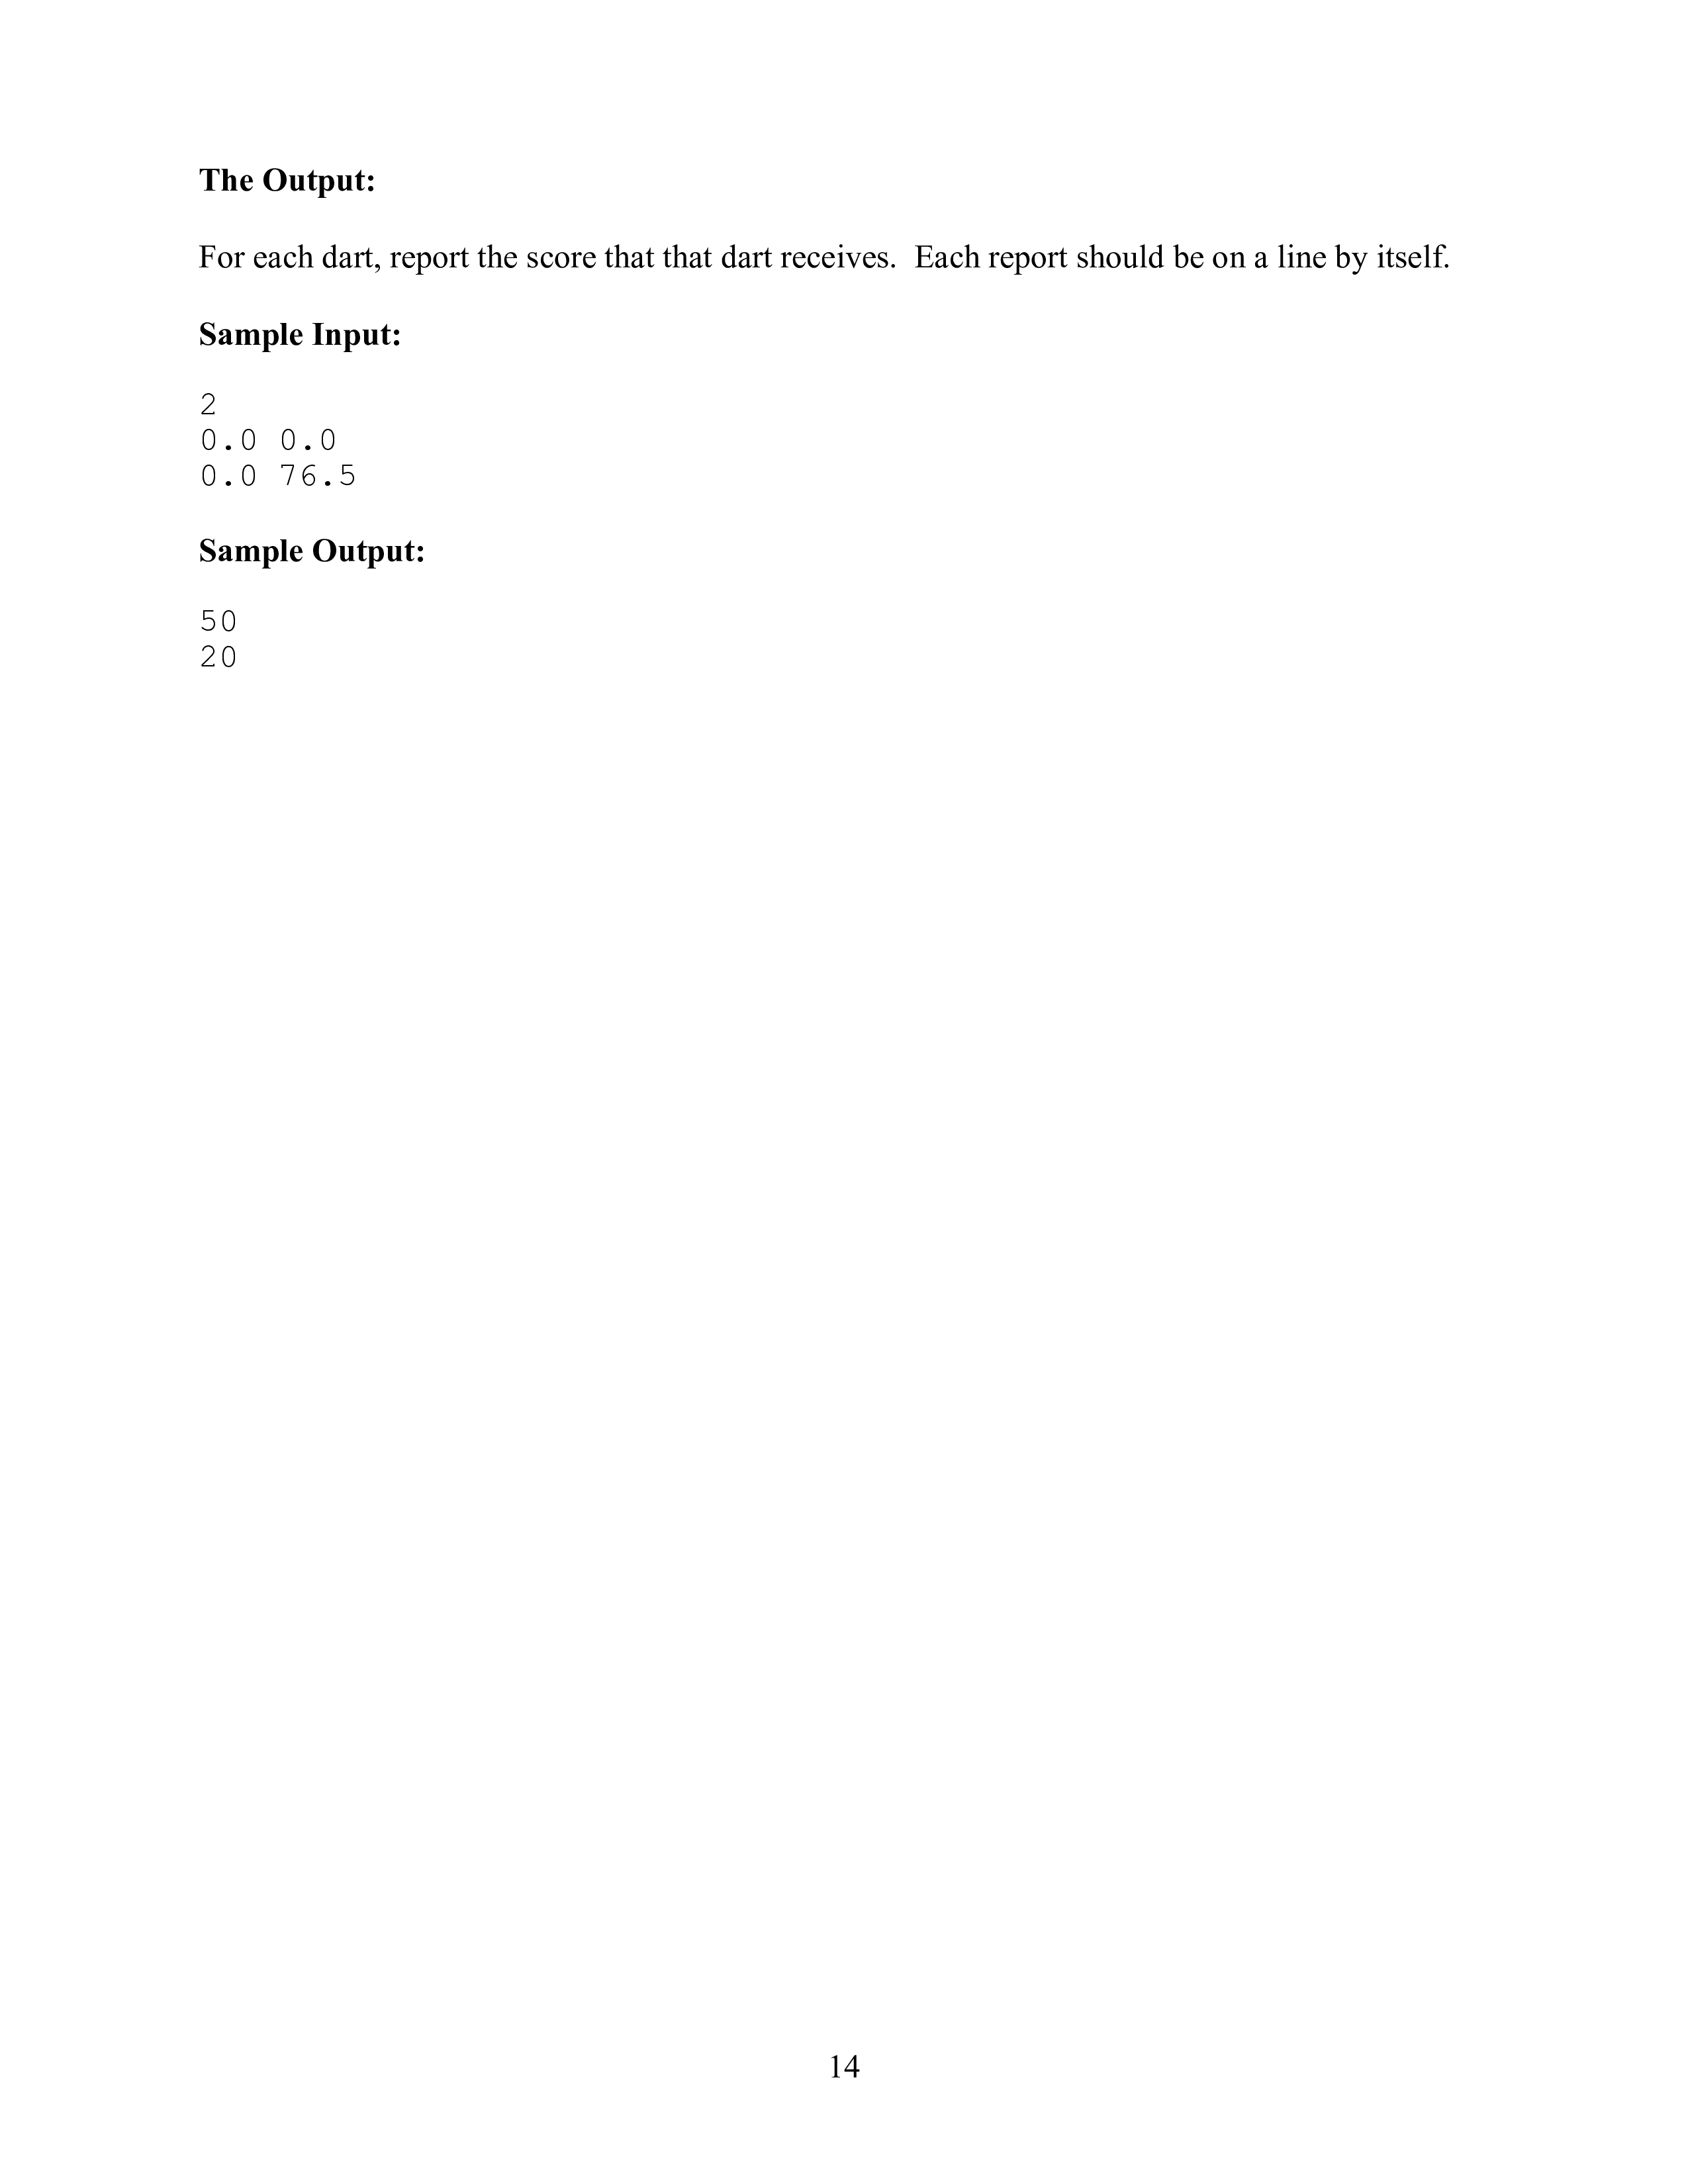 The Output:
For each dart, report the score that that dart receives.  Each report should be on a line by itself.
Sample Input:
2
0.0 0.0
0.0 76.5
Sample Output:
50
20
14